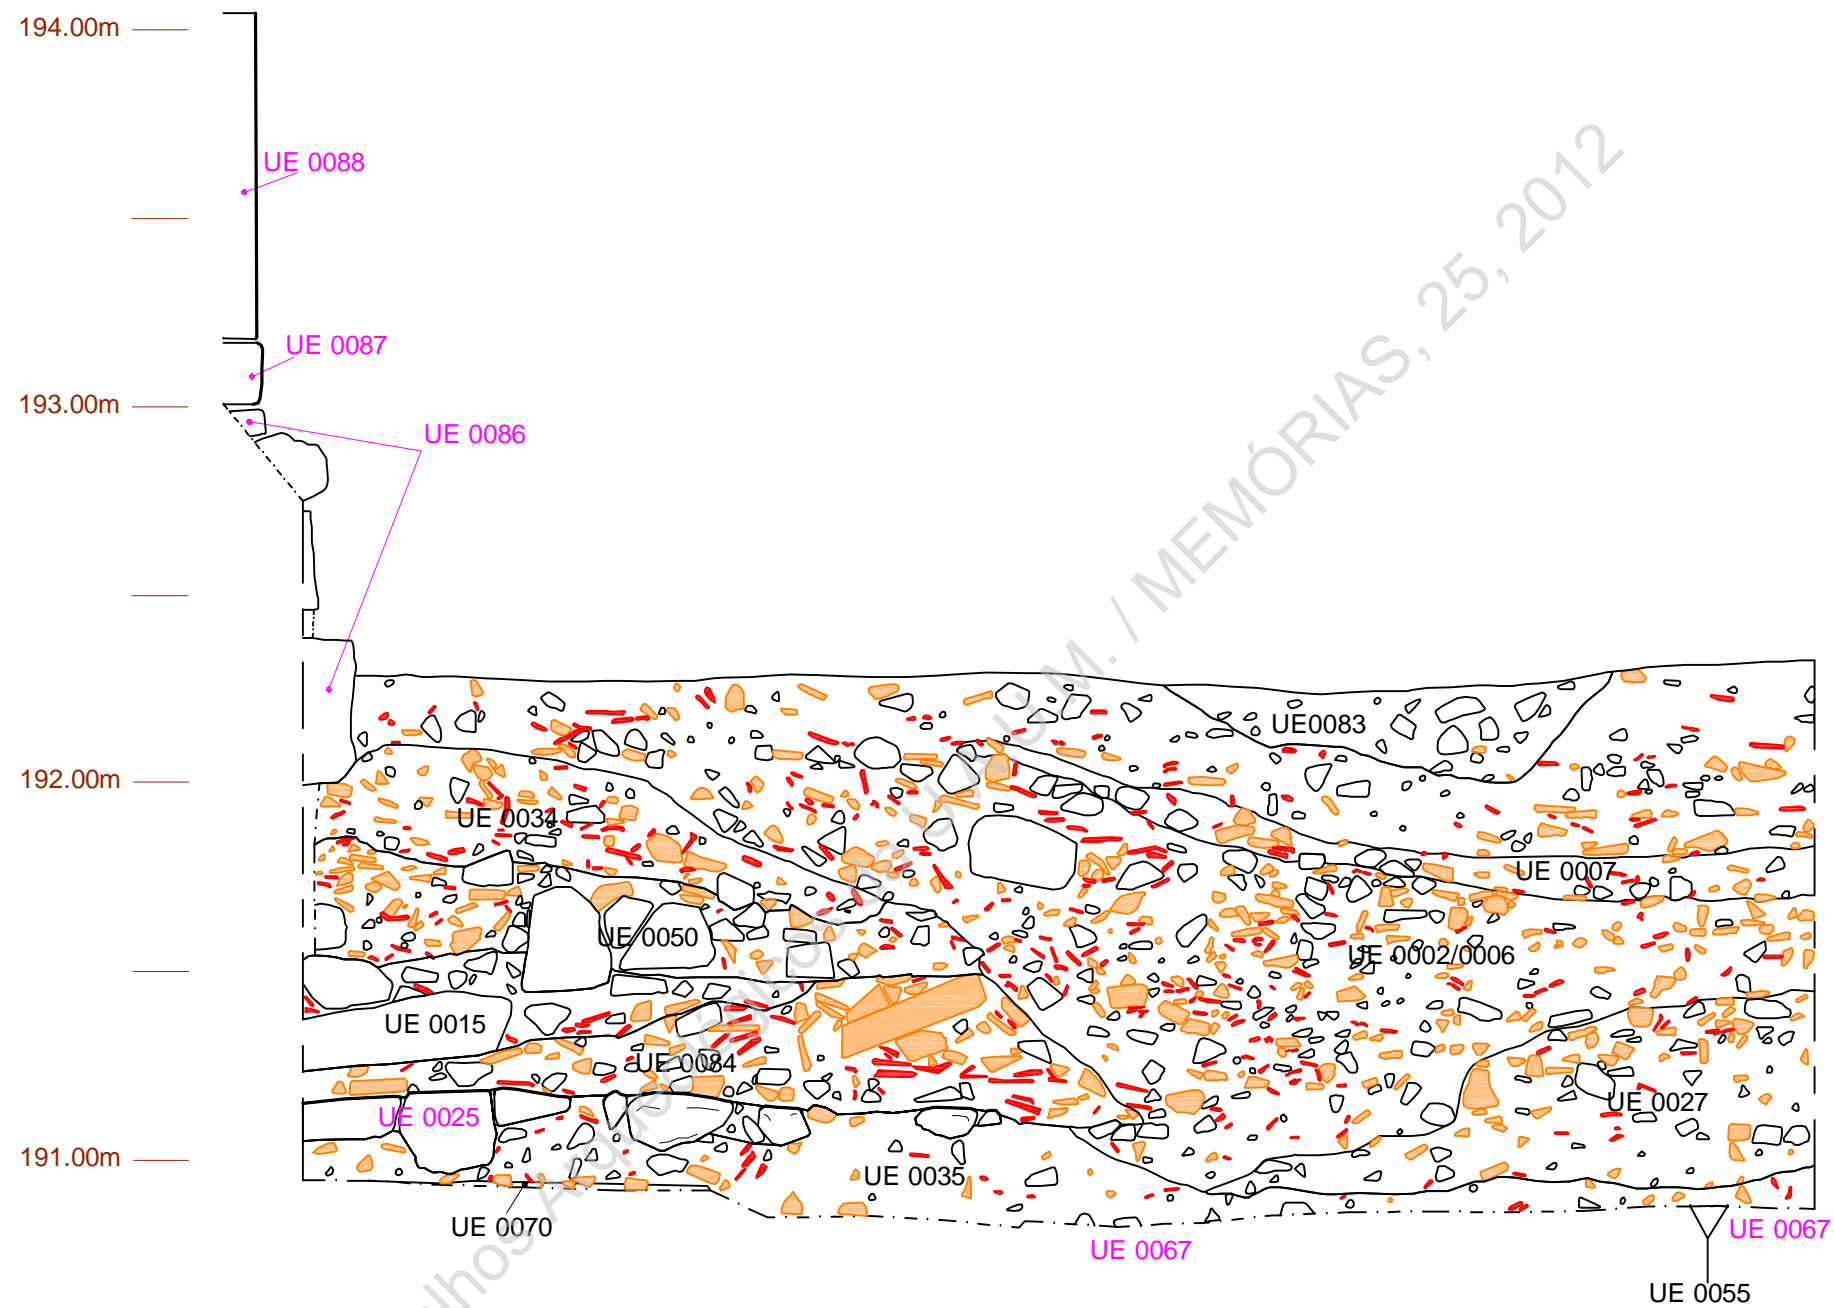 194.00m
UE 0088
UE 0087
193.00m
UE 0086
UE0083
192.00m
UE 0034
UE 0007
UE 0050
UE 0002/0006
UE 0015
UE 0084
UE 0025
UE 0027
191.00m
UE 0035
UE 0070
UE 0067
UE 0067
UE 0055
Arqueológicos da U.A.U.M. / MEMÓRIAS, 25, 2012